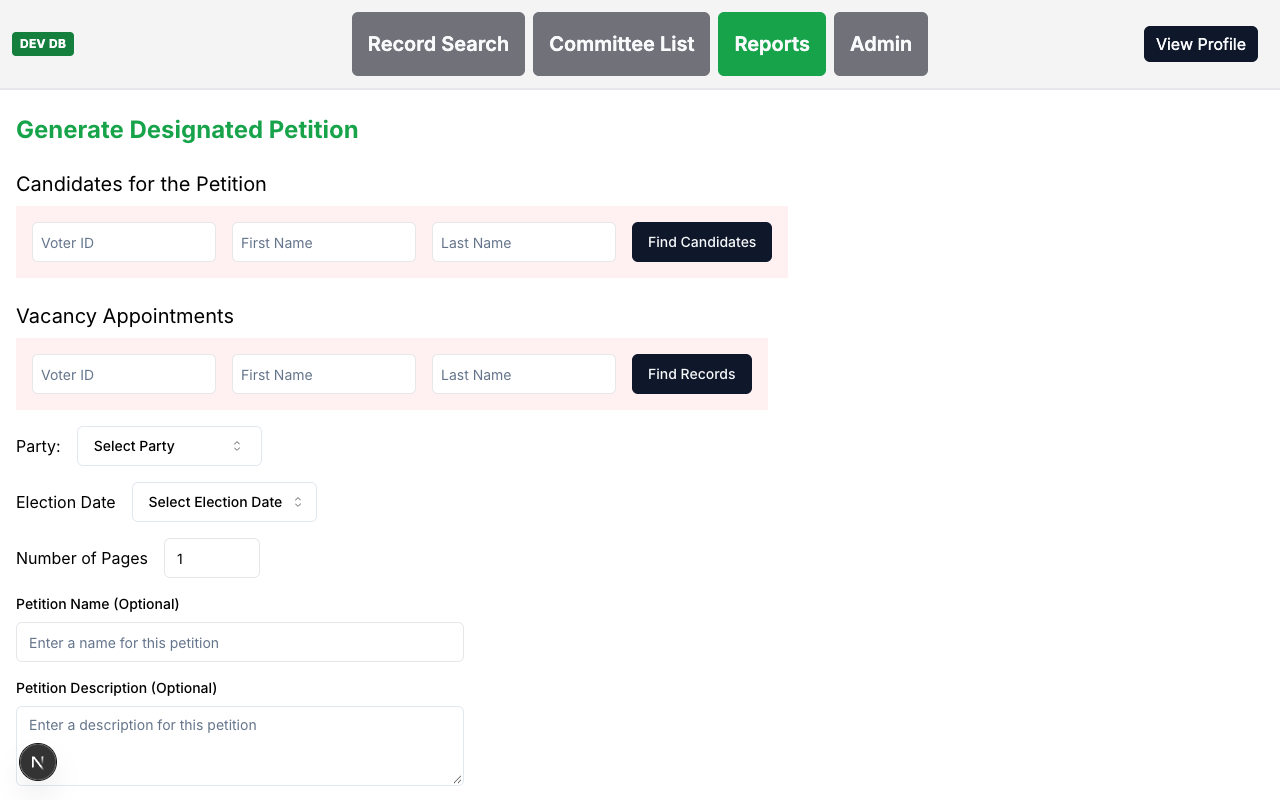 DEV DB
Record Search
Committee List
Reports
Admin
View Profile
Generate Designated Petition
Candidates for the Petition
Voter ID
First Name
Last Name
Find Candidates
Vacancy Appointments
Voter ID
First Name
Last Name
Find Records
Party:
Select Party
Election Date
Select Election Date
Number of Pages
1
Petition Name (Optional)
Enter a name for this petition
Petition Description (Optional)
Enter a description for this petition
N